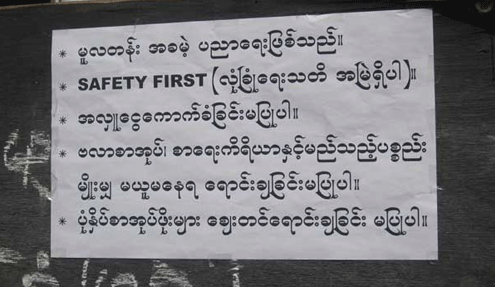 * မူလတန်း အခမဲ့ ပညာရေးဖြစ်သည်။
* SAFETY FIRST (လုံခြုံရေးသတိ အမြဲရှိပါ)။
* အလှူငွေကောက်ခံခြင်းမပြုပါ။
* ဗလာစာအုပ်၊ စာရေးကိရိယာနှင့်မည်သည့်ပစ္စည်း
မျိုးမျှ မယူမနေရ ရောင်းချခြင်းမပြုပါ။
* ပုံနှိပ်စာအုပ်ဖိုးများ ဈေးတင်ရောင်းချခြင်း မပြုပါ။